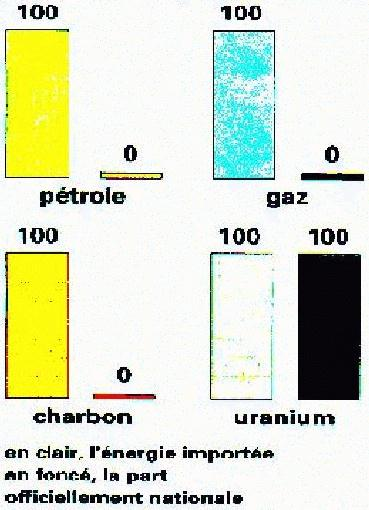 100 100
0 0
pétrole gaz
100 100 100
0
charbon uranium
en clair, l'énergie importée
en foncé, la part
officiellement nationale